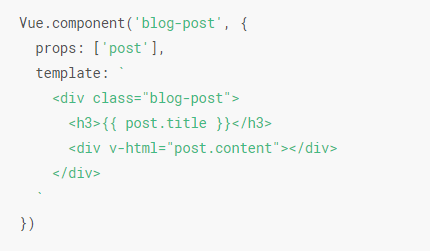 Vue.component('blog-post', {
  props: ['post'],
  template: `
    <div class="blog-post">
      <h3>{{ post.title }}</h3>
      <div v-html="post.content"></div>
    </div>
  `
})